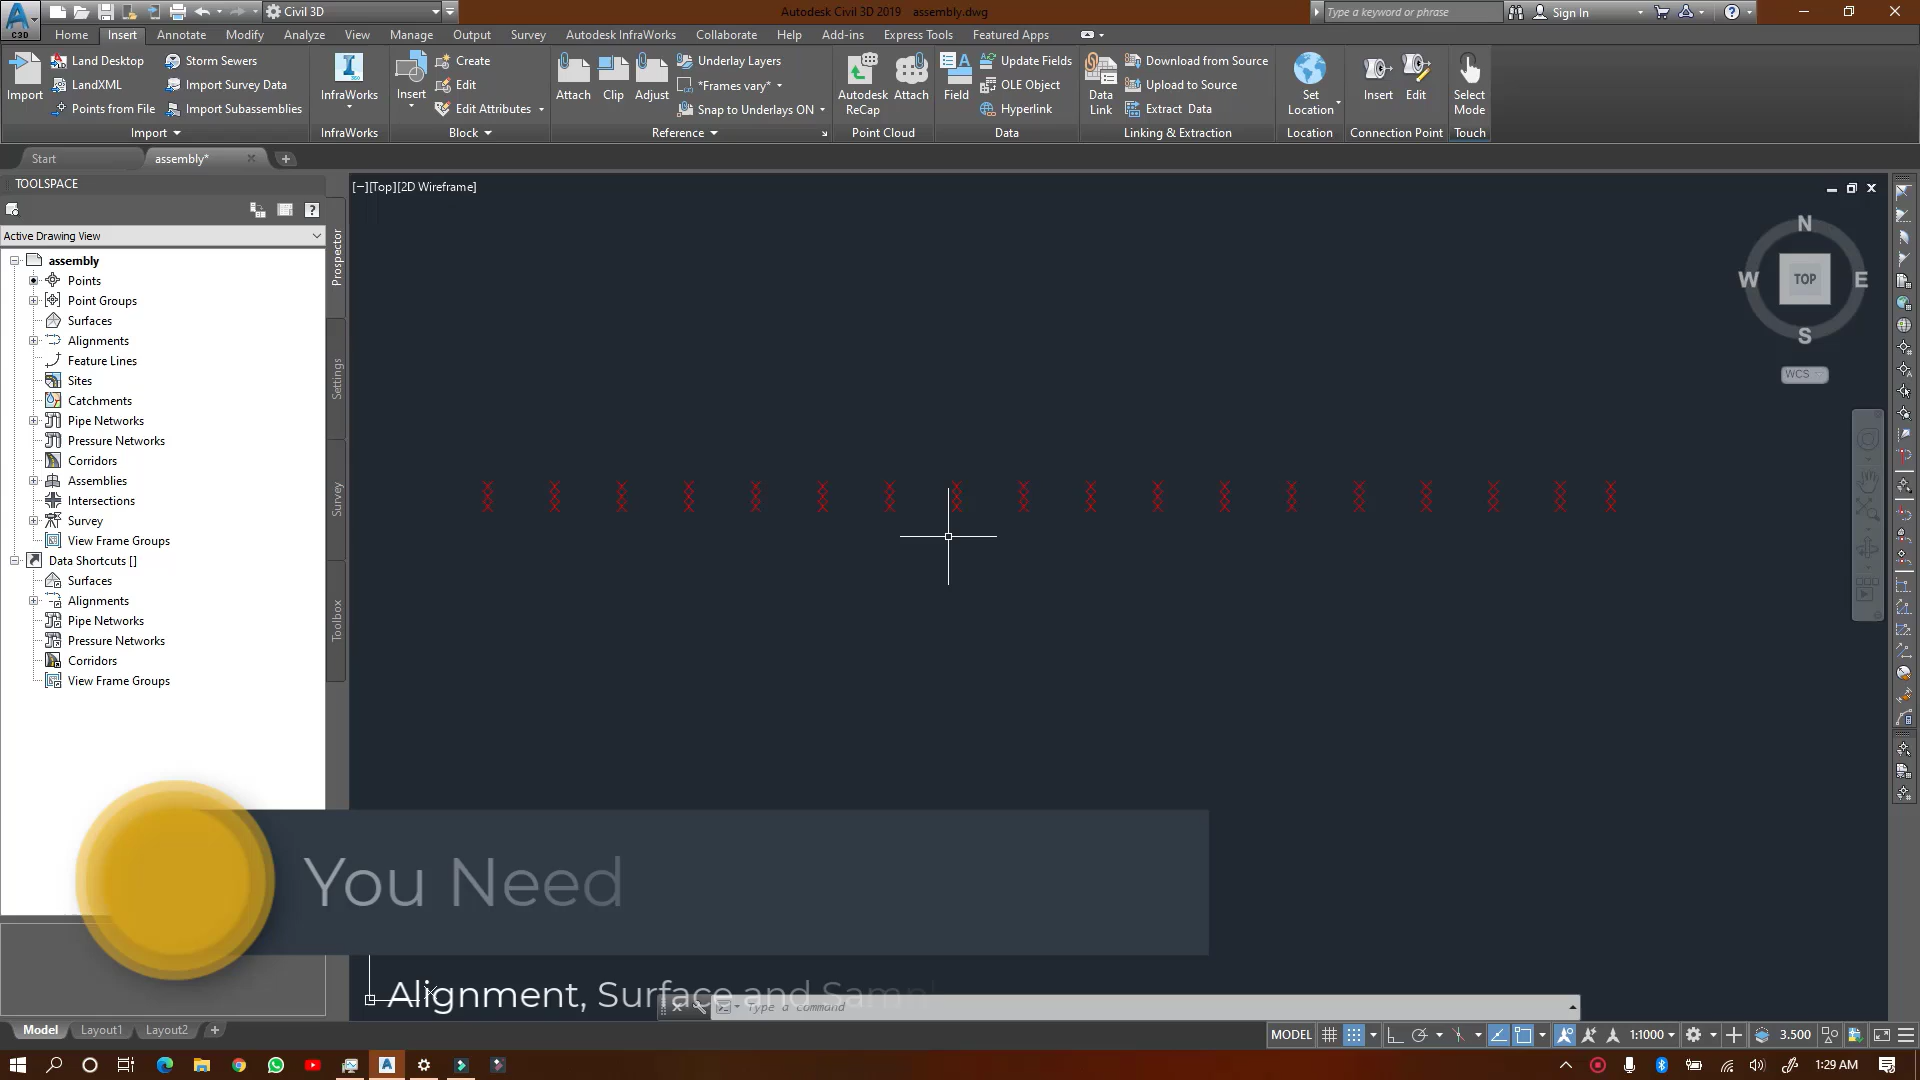 Civil 3D
Autodesk Civil 3D 2019 assembly.dwg
Type a keyword or phrase
Sign In
Home Insert Annotate Modify Analyze View Manage Output Survey Autodesk InfraWorks Collaborate Help Add-ins Express Tools Featured Apps
C3D
Import
Land Desktop
LandXML
Points from File
Storm Sewers
Import Survey Data
Import Subassemblies
Import
InfraWorks
InfraWorks
Insert
Create
Edit
Edit Attributes
Block
Attach
Clip
Adjust
Underlay Layers
*Frames vary*
Snap to Underlays ON
Reference
Autodesk
ReCap
Attach
Point Cloud
Field
Update Fields
OLE Object
Hyperlink
Data
Data
Link
Download from Source
Upload to Source
Extract Data
Linking & Extraction
Set
Location
Location
Insert
Edit
Connection Point
Select
Mode
Touch
Start
assembly*
TOOLSPACE
Active Drawing View
assembly
Points
Point Groups
Surfaces
Alignments
Feature Lines
Sites
Catchments
Pipe Networks
Pressure Networks
Corridors
Assemblies
Intersections
Survey
View Frame Groups
Data Shortcuts []
Surfaces
Alignments
Pipe Networks
Pressure Networks
Corridors
View Frame Groups
Prospector
Settings
Survey
Toolbox
[−][Top][2D Wireframe]
N
W
TOP
E
S
WCS
You Need
Alignment, Surface and Samp
Type a command
Model Layout1 Layout2
MODEL
1:1000
3.500
1:29 AM